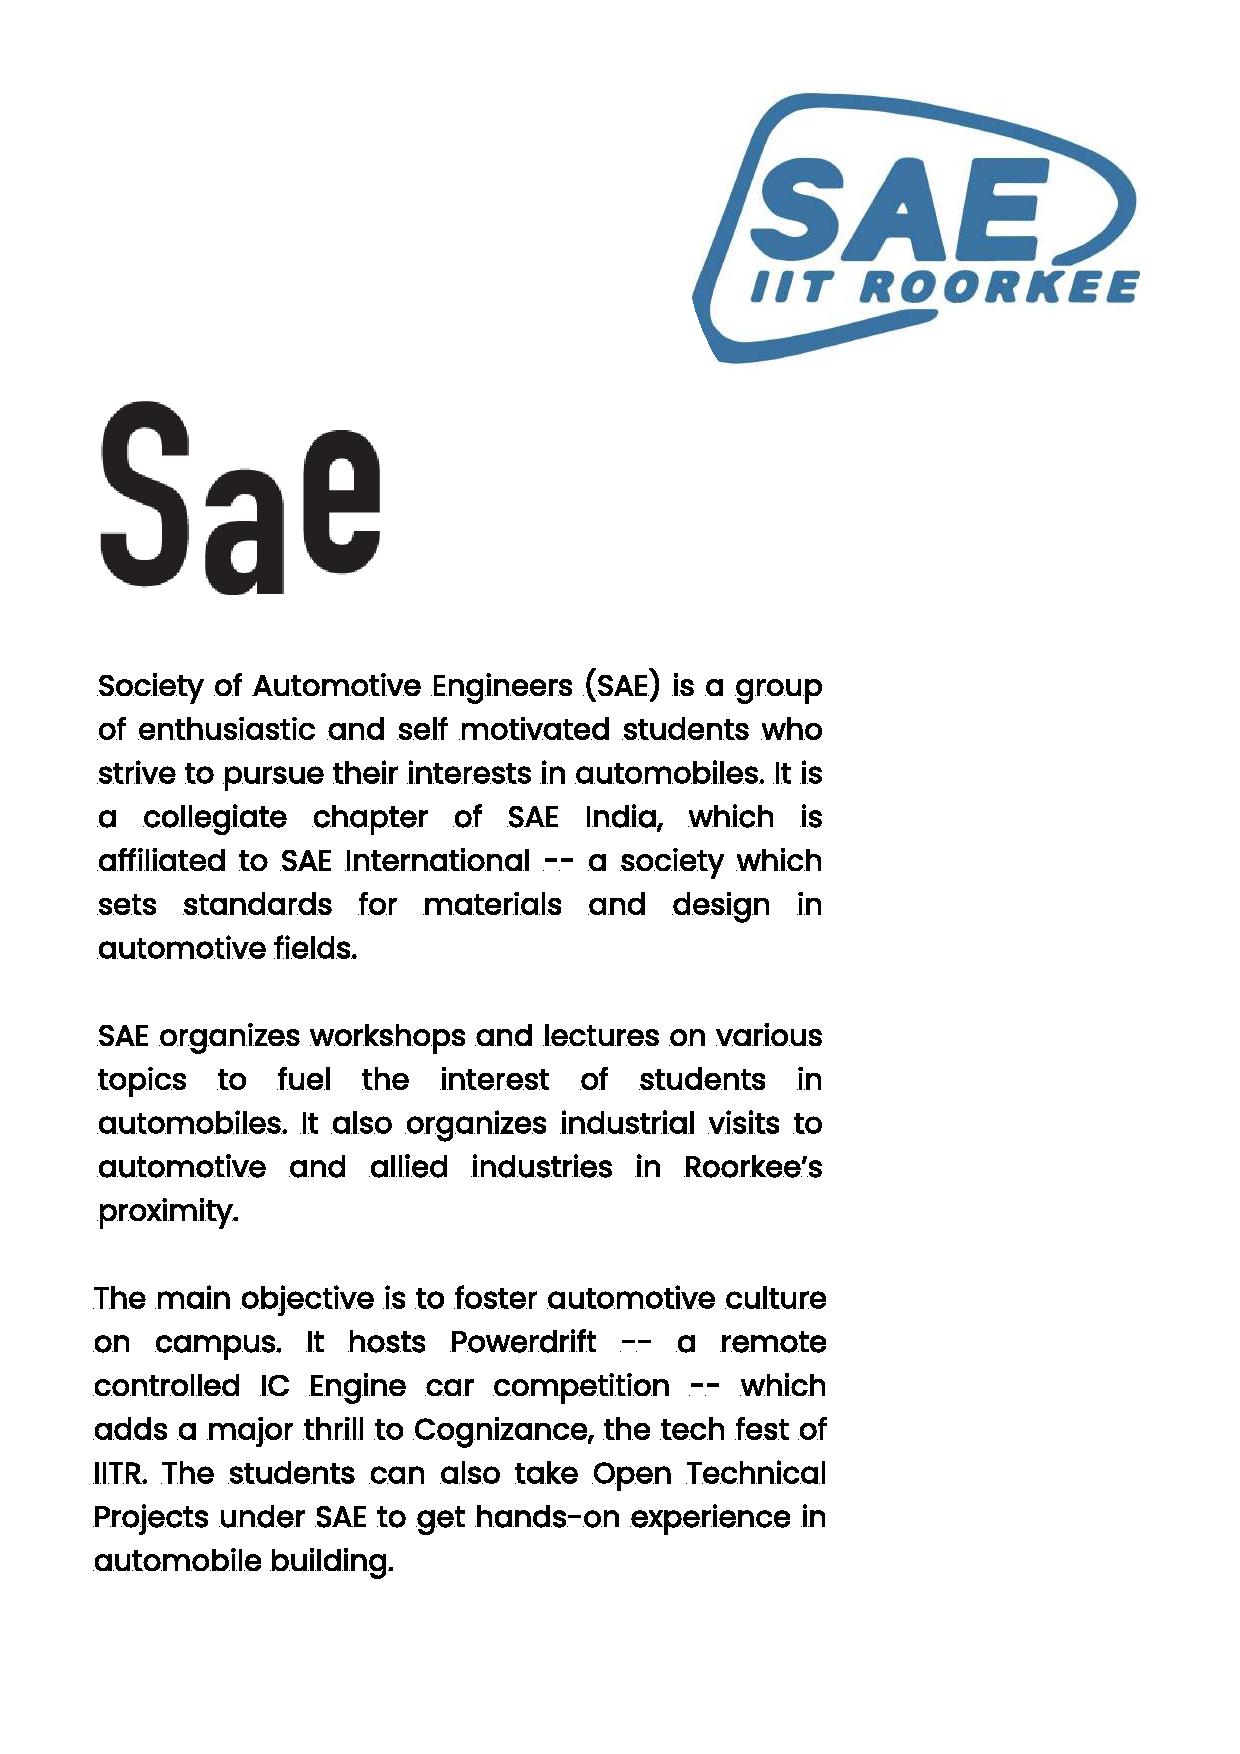 SAE
IIT ROORKEE
Sae
Society of Automotive Engineers (SAE) is a group
of enthusiastic and self motivated students who
strive to pursue their interests in automobiles. It is
a collegiate chapter of SAE India, which is
affiliated to SAE International -- a society which
sets standards for materials and design in
automotive fields.
SAE organizes workshops and lectures on various
topics to fuel the interest of students in
automobiles. It also organizes industrial visits to
automotive and allied industries in Roorkee’s
proximity.
The main objective is to foster automotive culture
on campus. It hosts Powerdrift -- a remote
controlled IC Engine car competition -- which
adds a major thrill to Cognizance, the tech fest of
IITR. The students can also take Open Technical
Projects under SAE to get hands-on experience in
automobile building.